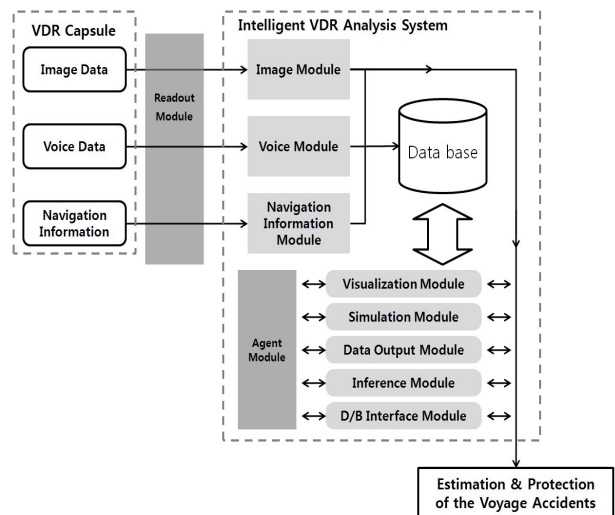 VDR Capsule
Intelligent VDR Analysis System
Image Data
Readout
Module
Image Module
Voice Data
Voice Module
Data base
Navigation
Information
Navigation
Information
Module
Agent
Module
Visualization Module
Simulation Module
Data Output Module
Inference Module
D/B Interface Module
Estimation & Protection
of the Voyage Accidents